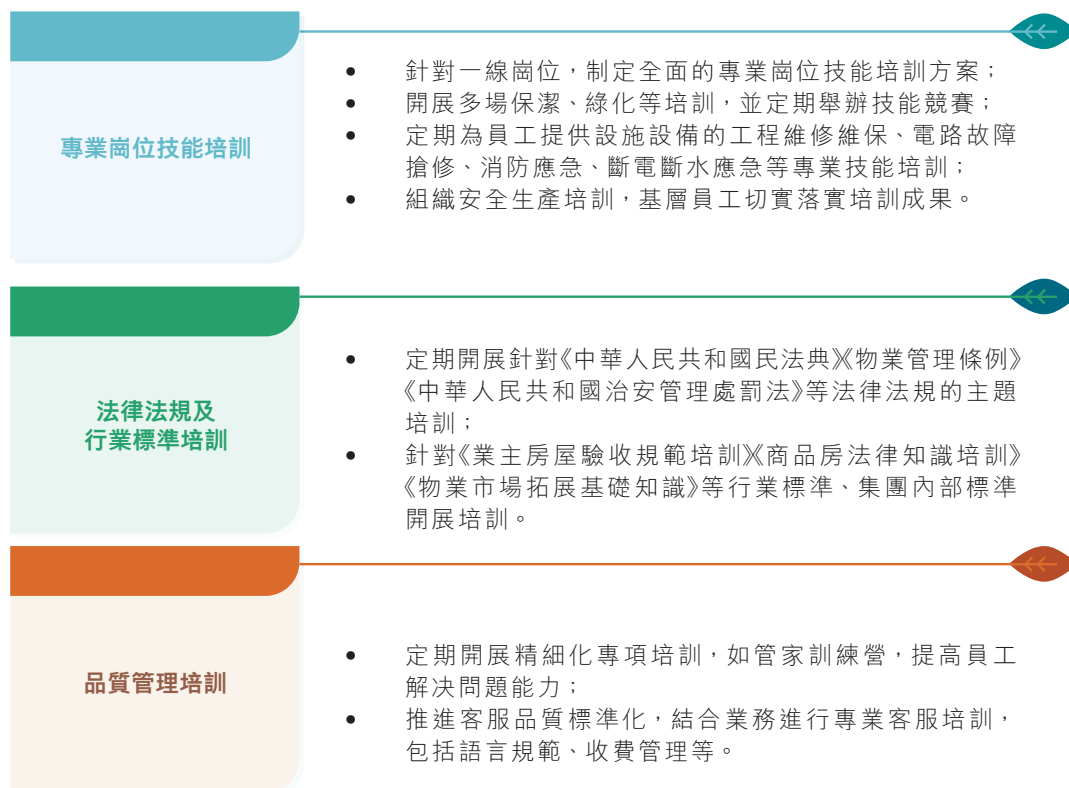 專業崗位技能培訓
• 針對一線崗位，制定全面的專業崗位技能培訓方案；
• 開展多場保潔、綠化等培訓，並定期舉辦技能競賽；
• 定期為員工提供設施設備的工程維修維保、電路故障
搶修、消防應急、斷電斷水應急等專業技能培訓；
• 組織安全生產培訓，基層員工切實落實培訓成果。
法律法規及
行業標準培訓
• 定期開展針對《中華人民共和國民法典》《物業管理條例》
《中華人民共和國治安管理處罰法》等法律法規的主題
培訓；
• 針對《業主房屋驗收規範培訓》《商品房法律知識培訓》
《物業市場拓展基礎知識》等行業標準、集團內部標準
開展培訓。
品質管理培訓
• 定期開展精細化專項培訓，如管家訓練營，提高員工
解決問題能力；
• 推進客服品質標準化，結合業務進行專業客服培訓，
包括語言規範、收費管理等。